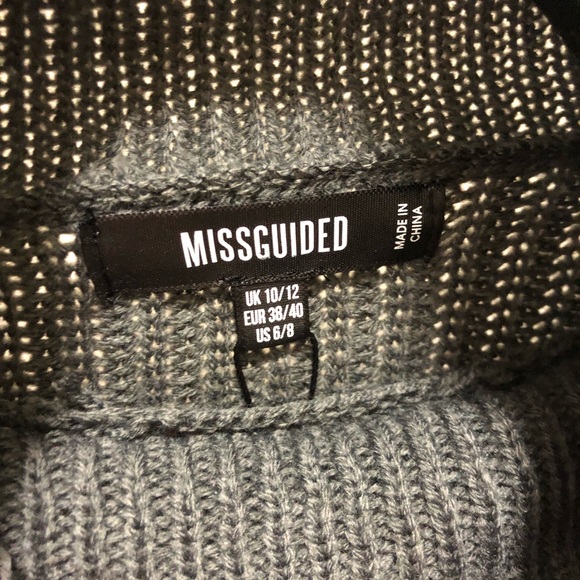 MISSGUIDED
MADE IN
CHINA
UK 10/12
EUR 38/40
US 6/8